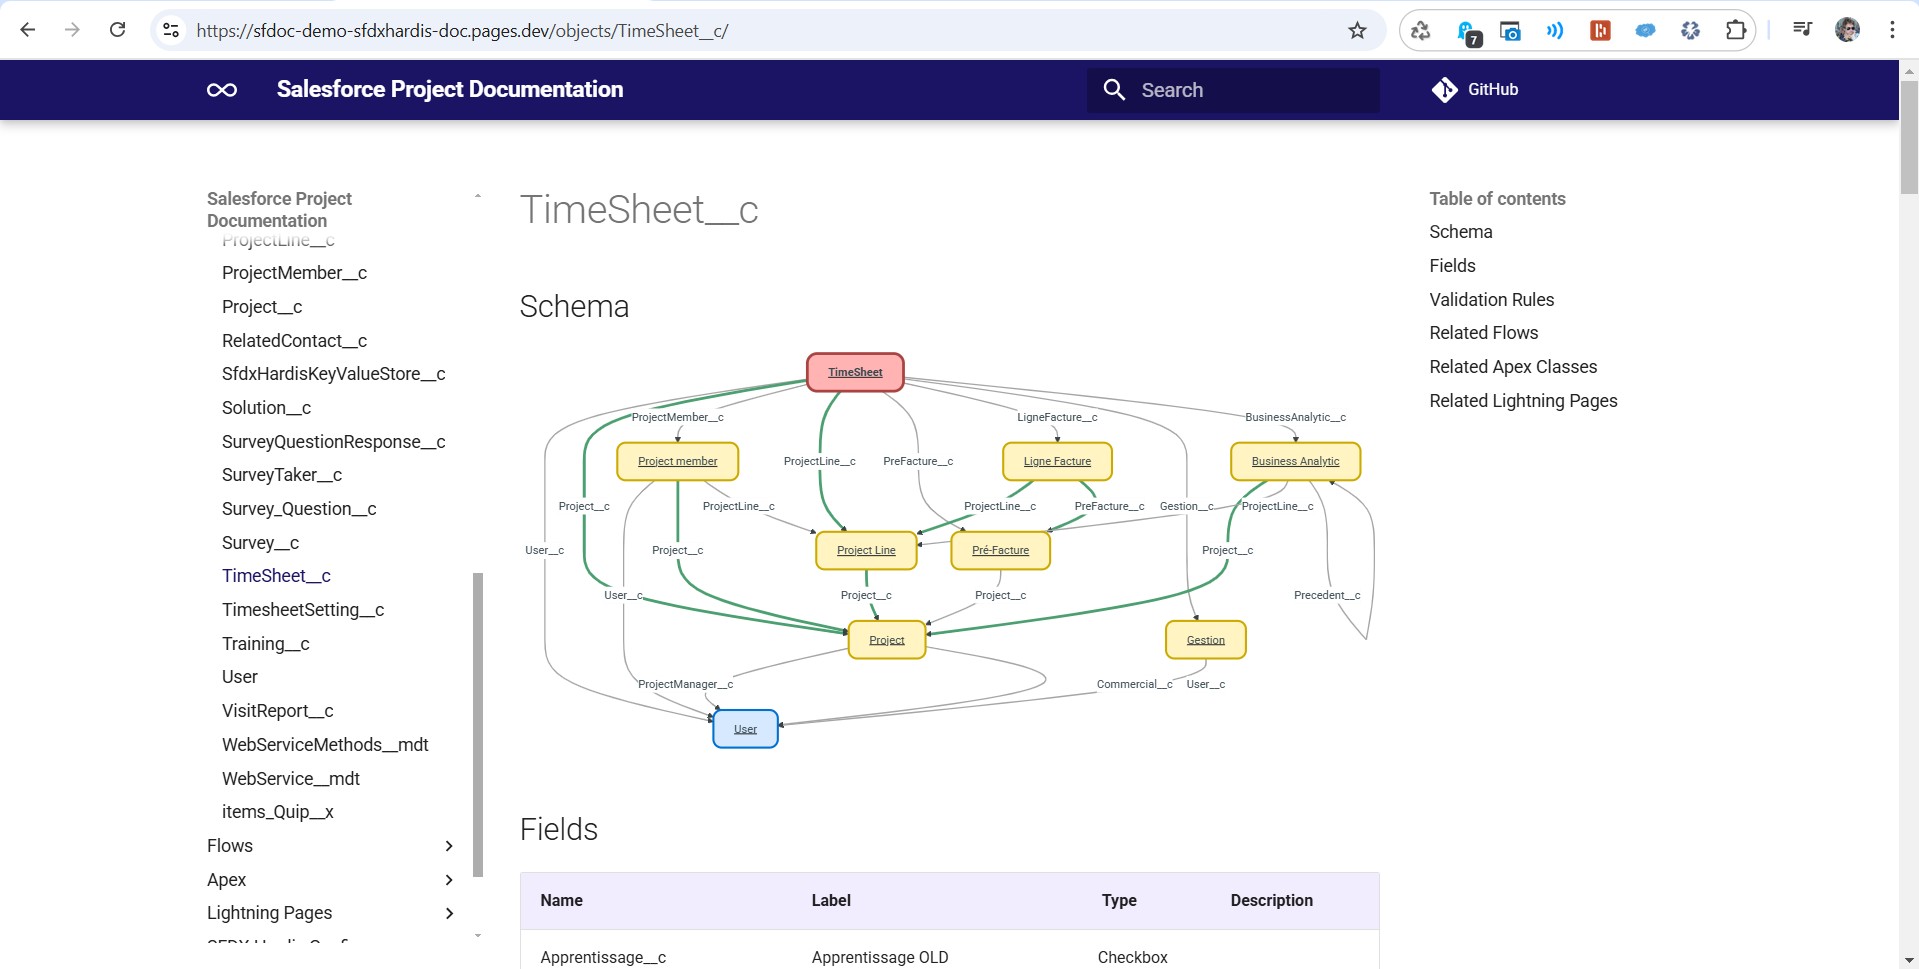 https://sfdoc-demo-sfdxhardis-doc.pages.dev/objects/TimeSheet__c/
7
Salesforce Project Documentation
Search
GitHub
Salesforce Project
Documentation
ProjectLine__c
ProjectMember__c
Project__c
RelatedContact__c
SfdxHardisKeyValueStore__c
Solution__c
SurveyQuestionResponse__c
SurveyTaker__c
Survey_Question__c
Survey__c
TimeSheet__c
TimesheetSetting__c
Training__c
User
VisitReport__c
WebServiceMethods__mdt
WebService__mdt
items_Quip__x
Flows
Apex
Lightning Pages
TimeSheet__c
Schema
TimeSheet
ProjectMember__c
LigneFacture__c
BusinessAnalytic__c
Project member
ProjectLine__c
PreFacture__c
Ligne Facture
Business Analytic
Project__c
ProjectLine__c
ProjectLine__c
PreFacture__c
Gestion__c
ProjectLine__c
User__c
Project__c
Project Line
Pré-Facture
Project__c
User__c
Project__c
Project__c
Precedent__c
Project
Gestion
ProjectManager__c
Commercial__c
User__c
User
Fields
Name
Label
Type
Description
Apprentissage__c
Apprentissage OLD
Checkbox
Table of contents
Schema
Fields
Validation Rules
Related Flows
Related Apex Classes
Related Lightning Pages